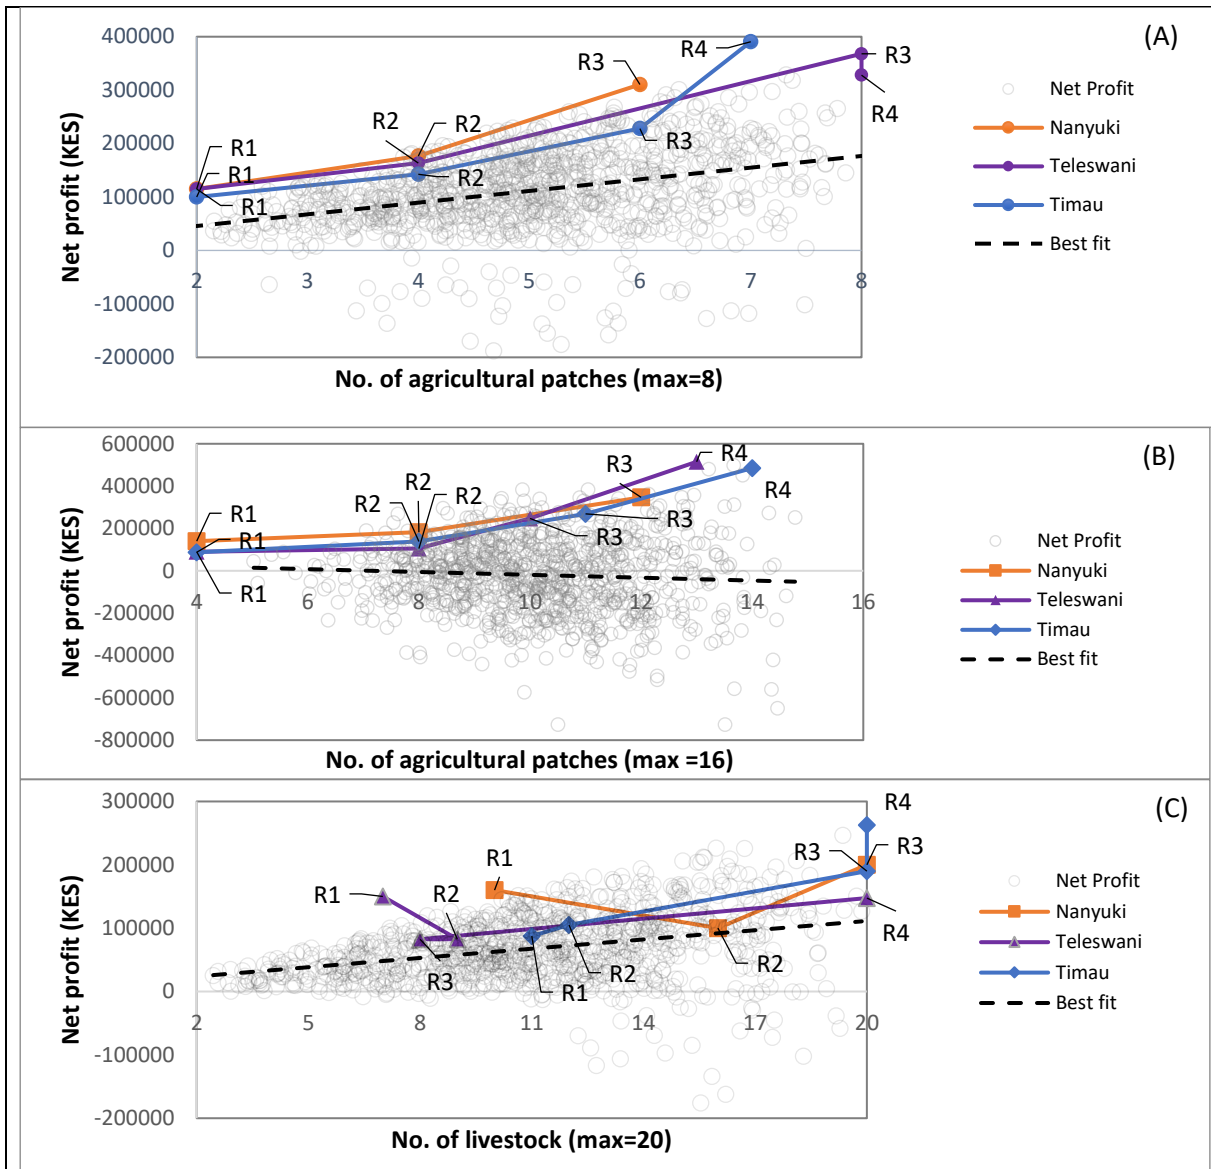 (A)
Net profit (KES)
400000
300000
200000
100000
0
-100000
-200000
2 3 4 5 6 7 8
R1
R1
R1
R2
R2
R2
R3
R3
R4
R3
R4
No. of agricultural patches (max=8)
Net Profit
Nanyuki
Teleswani
Timau
Best fit
(B)
Net profit (KES)
600000
400000
200000
0
-200000
-400000
-600000
-800000
4 6 8 10 12 14 16
R1
R1
R1
R2
R2
R2
R3
R3
R3
R4
R4
No. of agricultural patches (max =16)
Net Profit
Nanyuki
Teleswani
Timau
Best fit
(C)
Net profit (KES)
300000
200000
100000
0
-100000
-200000
2 5 8 11 14 17 20
R1
R2
R3
R1
R1
R2
R2
R3
R4
R3
R4
No. of livestock (max=20)
Net Profit
Nanyuki
Teleswani
Timau
Best fit